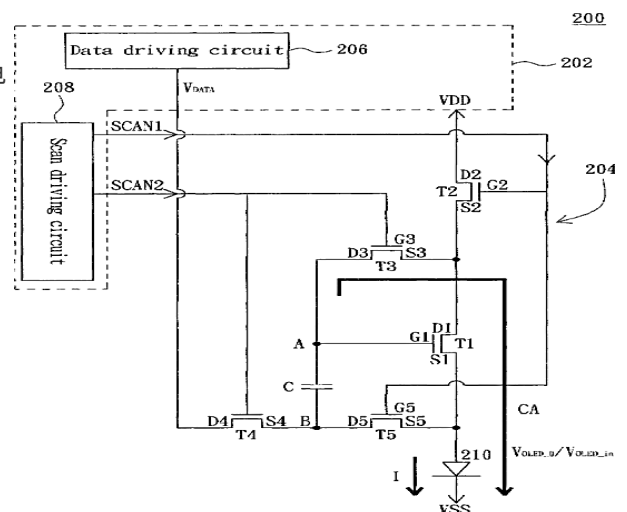 200
Data driving circuit
206
202
208
VDATA
VDD
SCAN1
Scan driving circuit
D2
T2
G2
S2
204
SCAN2
G3
D3
S3
T3
D1
A
G1
T1
S1
C
G5
CA
D4
S4
B
D5
S5
T4
T5
210
VOLED_0/VOLED_in
I
VSS